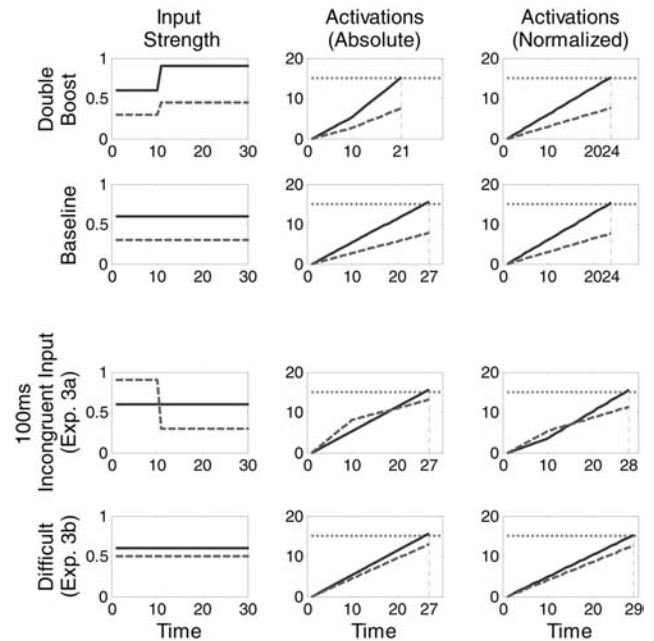 Input Strength
Activations (Absolute)
Activations (Normalized)
Double Boost
1
0.5
0
0 10 20 30
20
10
0
0 10 21
20
10
0
0 10 2024
Baseline
1
0.5
0
0 10 20 30
20
10
0
0 10 20 27
20
10
0
0 10 2024
100ms Incongruent Input (Exp. 3a)
1
0.5
0
0 10 20 30
20
10
0
0 10 20 27
20
10
0
0 10 20 28
Difficult (Exp. 3b)
1
0.5
0
0 10 20 30
20
10
0
0 10 20 27
20
10
0
0 10 20 29
Time
Time
Time